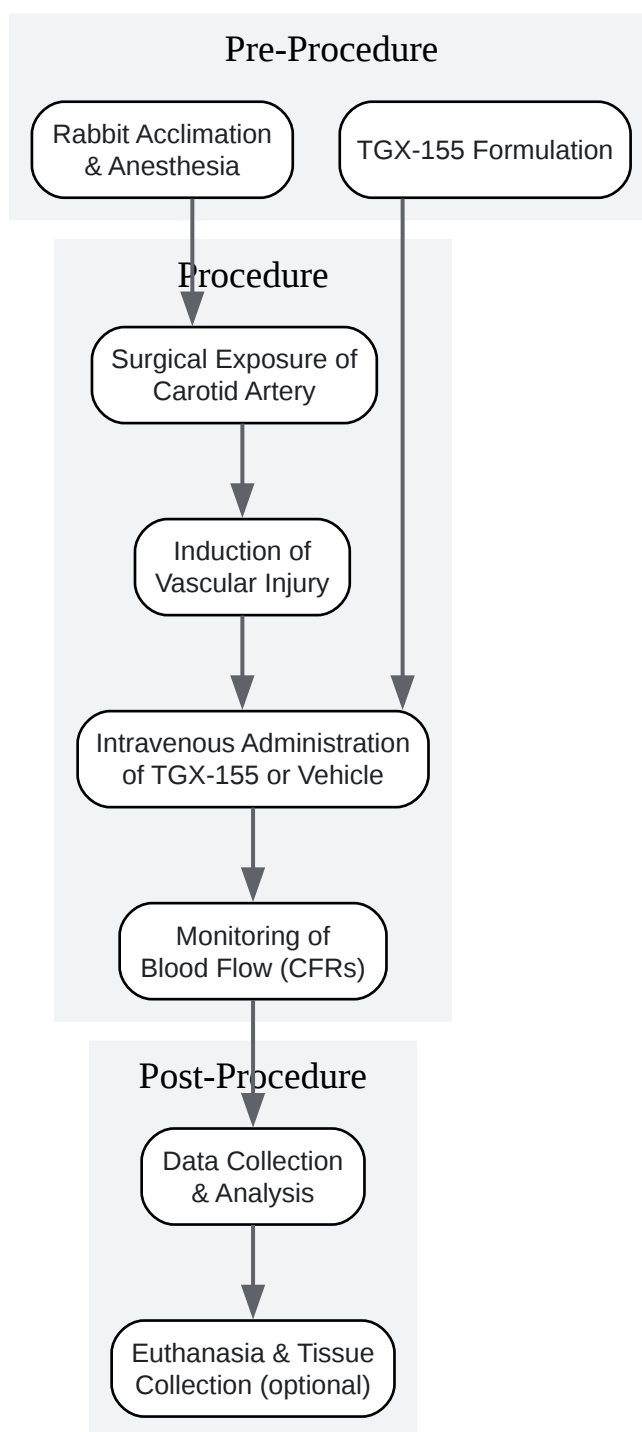 Pre-Procedure
Rabbit Acclimation
& Anesthesia
TGX-155 Formulation
Procedure
Surgical Exposure of
Carotid Artery
Induction of
Vascular Injury
Intravenous Administration
of TGX-155 or Vehicle
Monitoring of
Blood Flow (CFRs)
Post-Procedure
Data Collection
& Analysis
Euthanasia & Tissue
Collection (optional)